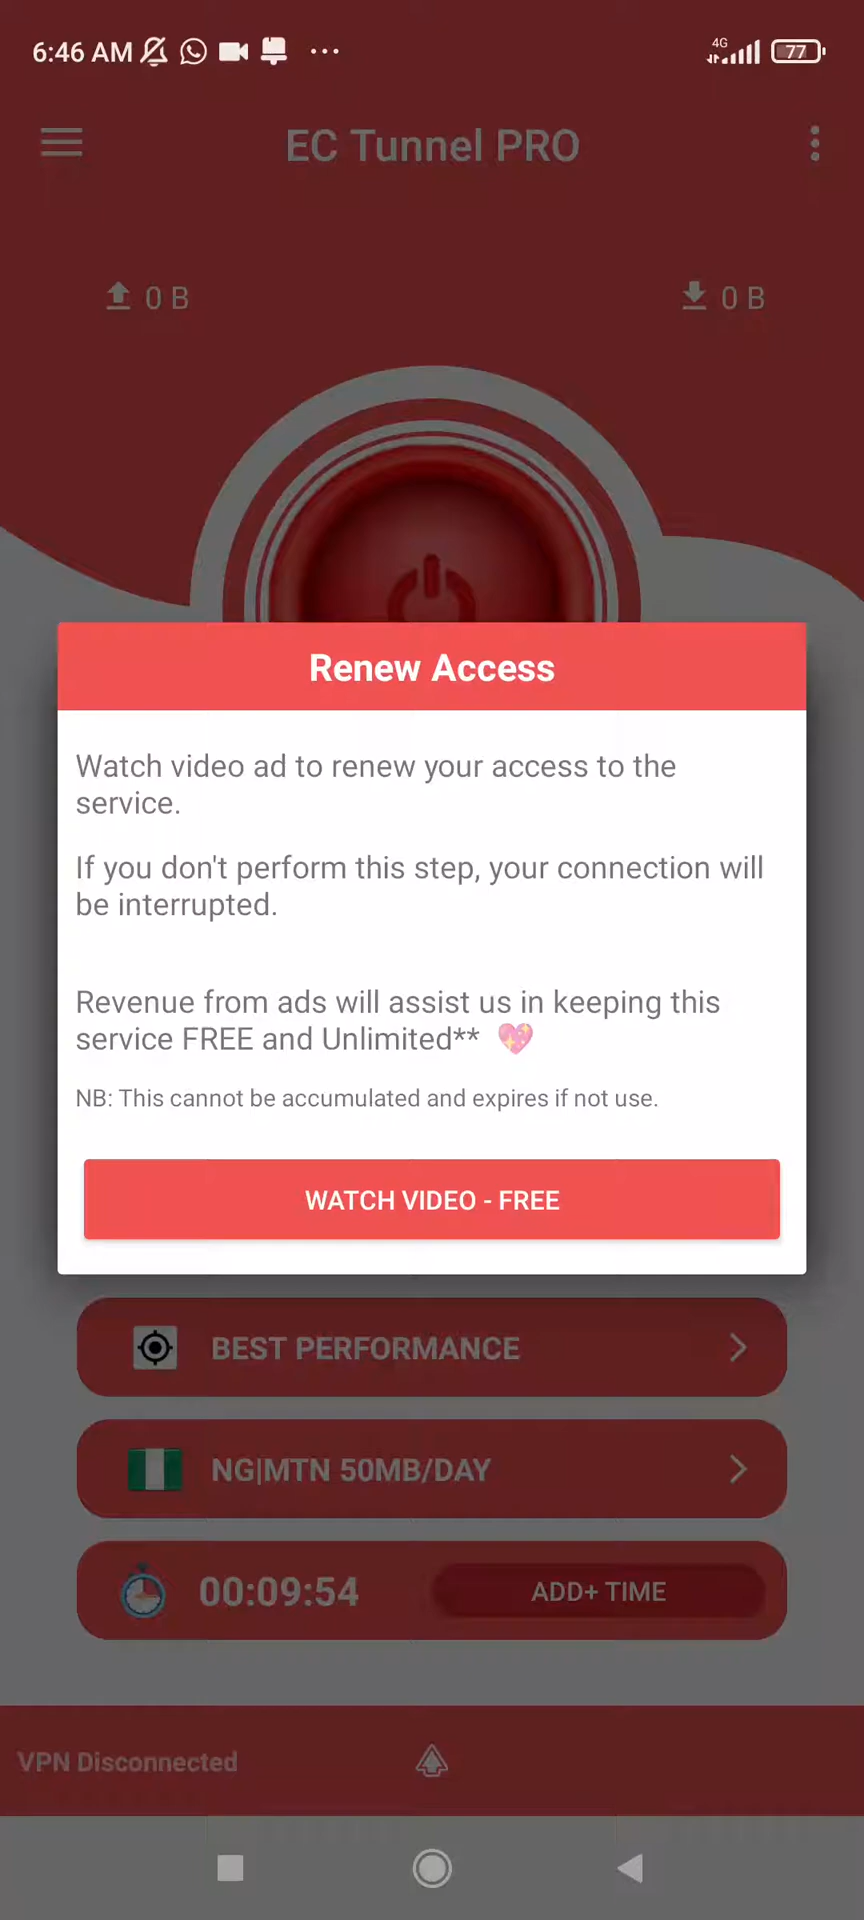 6:46 AM
4G
77
EC Tunnel PRO
0 B
0 B
Renew Access
Watch video ad to renew your access to the
service.
If you don't perform this step, your connection will
be interrupted.
Revenue from ads will assist us in keeping this
service FREE and Unlimited** 💖
NB: This cannot be accumulated and expires if not use.
WATCH VIDEO - FREE
BEST PERFORMANCE
NG|MTN 50MB/DAY
00:09:54
ADD+ TIME
VPN Disconnected